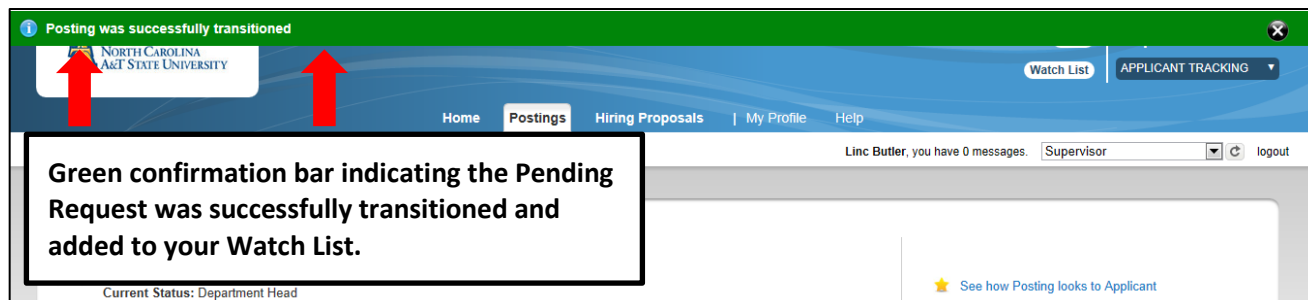 Posting was successfully transitioned
NORTH CAROLINA
A&T STATE UNIVERSITY
Watch List
APPLICANT TRACKING
Home Postings Hiring Proposals | My Profile Help
Linc Butler, you have 0 messages. Supervisor logout
Green confirmation bar indicating the Pending
Request was successfully transitioned and
added to your Watch List.
Current Status: Department Head
See how Posting looks to Applicant